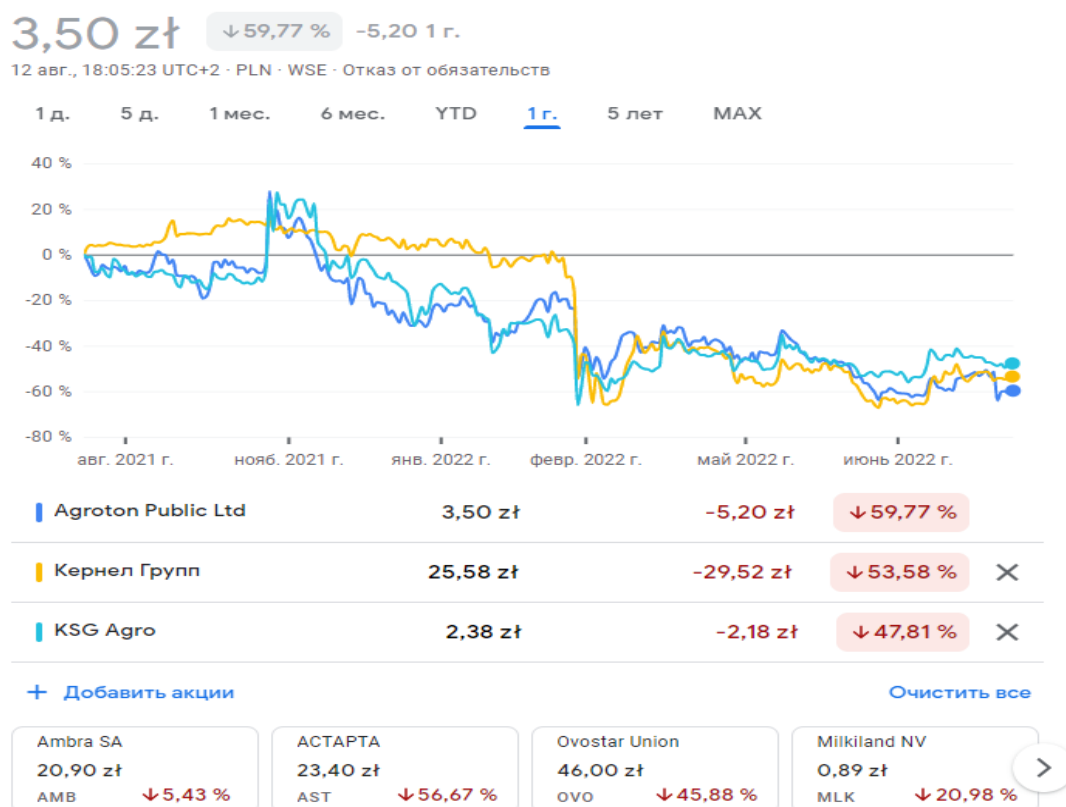 3,50 zł ↓59,77 % -5,20 1 г.
12 авг., 18:05:23 UTC+2 · PLN · WSE · Отказ от обязательств
1 д. 5 д. 1 мес. 6 мес. YTD 1 г. 5 лет MAX
40 %
20 %
0 %
-20 %
-40 %
-60 %
-80 %
авг. 2021 г. нояб. 2021 г. янв. 2022 г. февр. 2022 г. май 2022 г. июнь 2022 г.
Agroton Public Ltd 3,50 zł -5,20 zł ↓59,77 %
Кернел Групп 25,58 zł -29,52 zł ↓53,58 %
KSG Agro 2,38 zł -2,18 zł ↓47,81 %
+ Добавить акции Очистить все
Ambra SA АСТАРТА Ovostar Union Milkiland NV
20,90 zł 23,40 zł 46,00 zł 0,89 zł
AMB ↓5,43 % AST ↓56,67 % OVO ↓45,88 % MLK ↓20,98 %